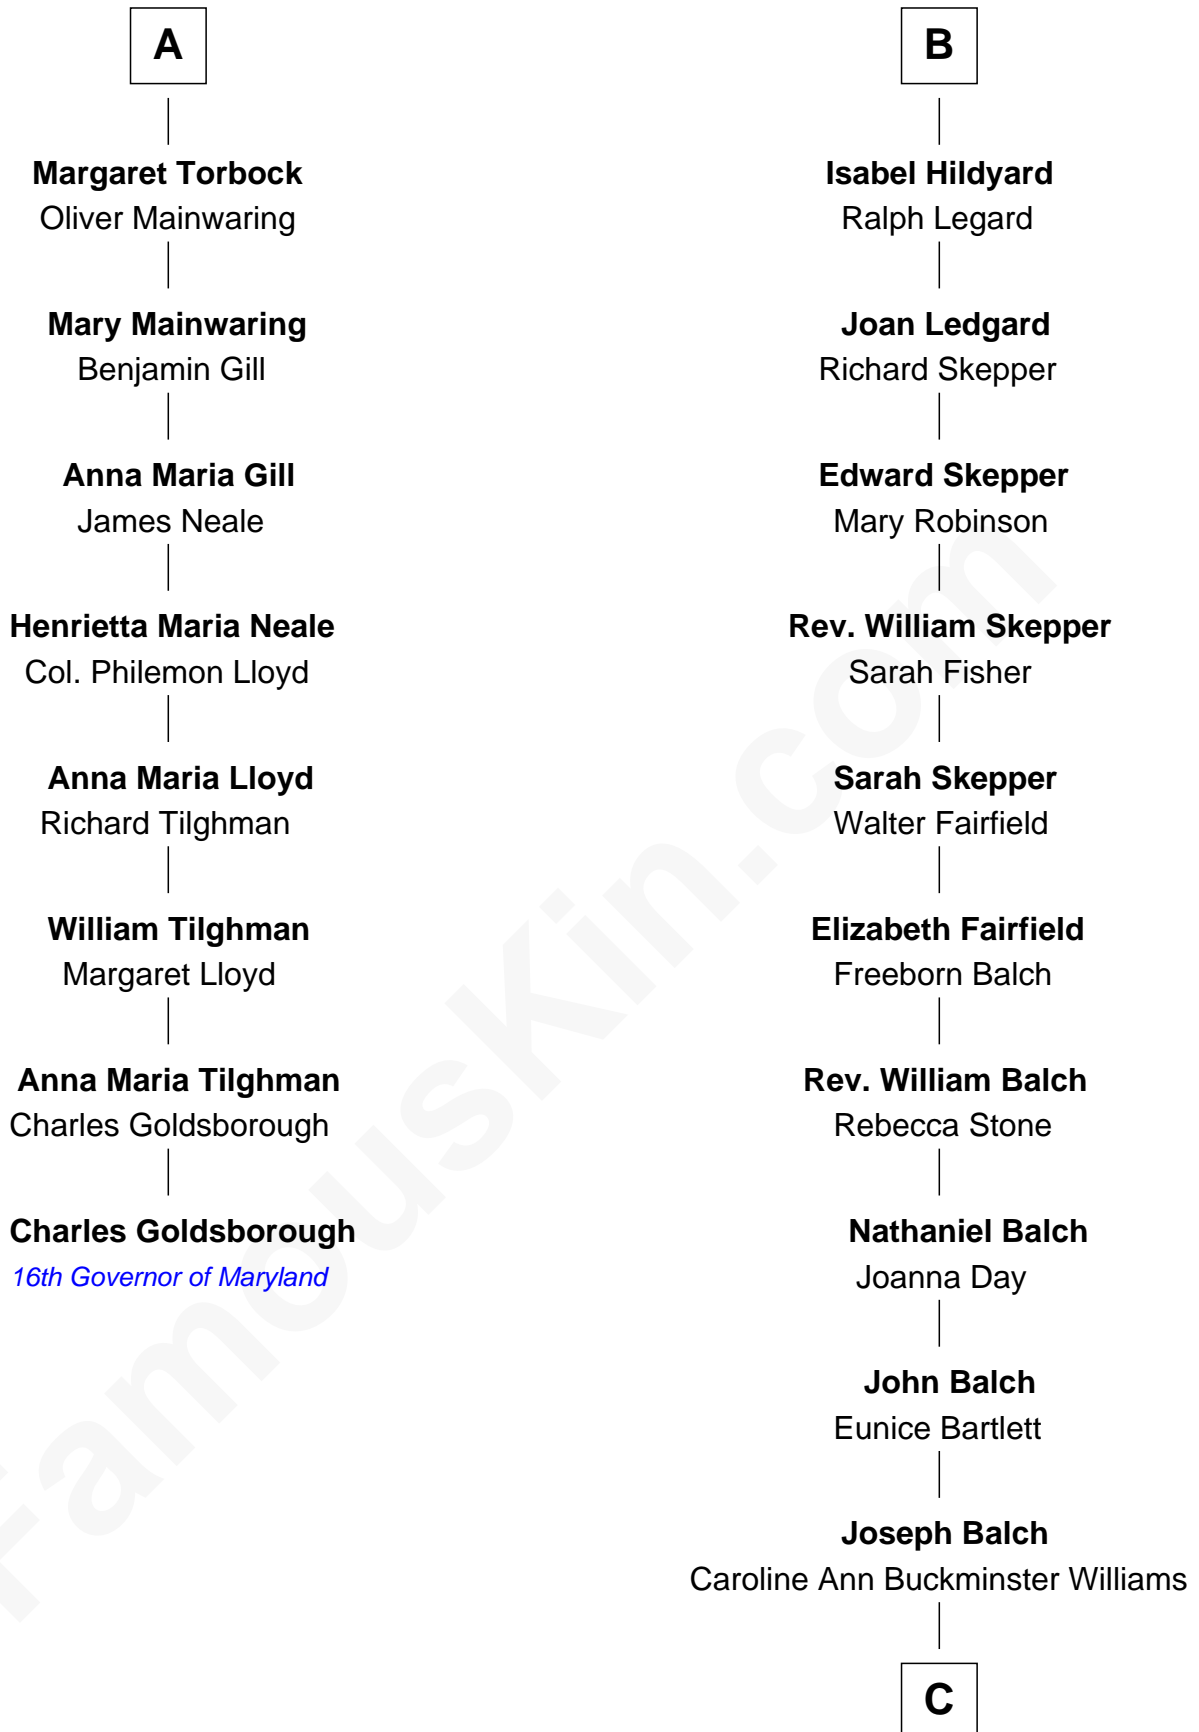 A
Margaret Torbock
Oliver Mainwaring
Mary Mainwaring
Benjamin Gill
Anna Maria Gill
James Neale
Henrietta Maria Neale
Col. Philemon Lloyd
Anna Maria Lloyd
Richard Tilghman
William Tilghman
Margaret Lloyd
Anna Maria Tilghman
Charles Goldsborough
Charles Goldsborough
16th Governor of Maryland
B
Isabel Hildyard
Ralph Legard
Joan Ledgard
Richard Skepper
Edward Skepper
Mary Robinson
Rev. William Skepper
Sarah Fisher
Sarah Skepper
Walter Fairfield
Elizabeth Fairfield
Freeborn Balch
Rev. William Balch
Rebecca Stone
Nathaniel Balch
Joanna Day
John Balch
Eunice Bartlett
Joseph Balch
Caroline Ann Buckminster Williams
C
FamousKin.com